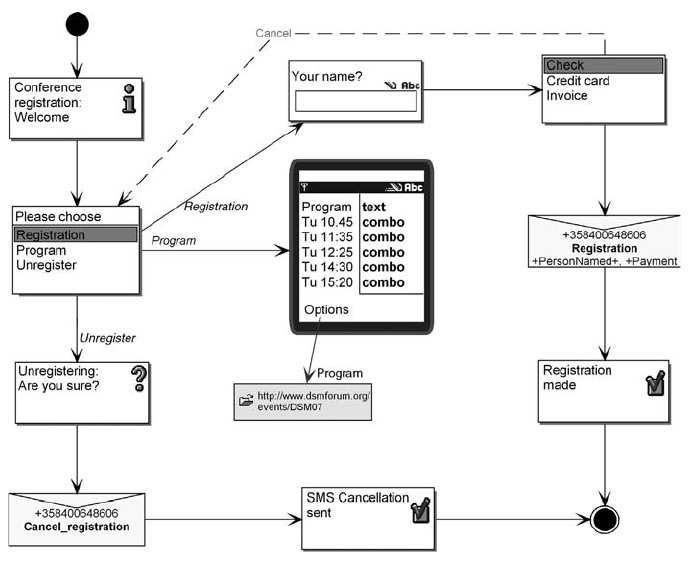 Cancel
Conference
registration:
Welcome
Your name?
Abc
Check
Credit card
Invoice
Please choose
Registration
Program
Unregister
Registration
Program
Abc
Program text
Tu 10.45 combo
Tu 11:35 combo
Tu 12:25 combo
Tu 14:30 combo
Tu 15:20 combo
Options
+358400648606
Registration
+PersonNamed+, +Payment
Unregister
Unregistering:
Are you sure?
Program
http://www.dsmforum.org/
events/DSM07
Registration
made
+358400648606
Cancel_registration
SMS Cancellation
sent